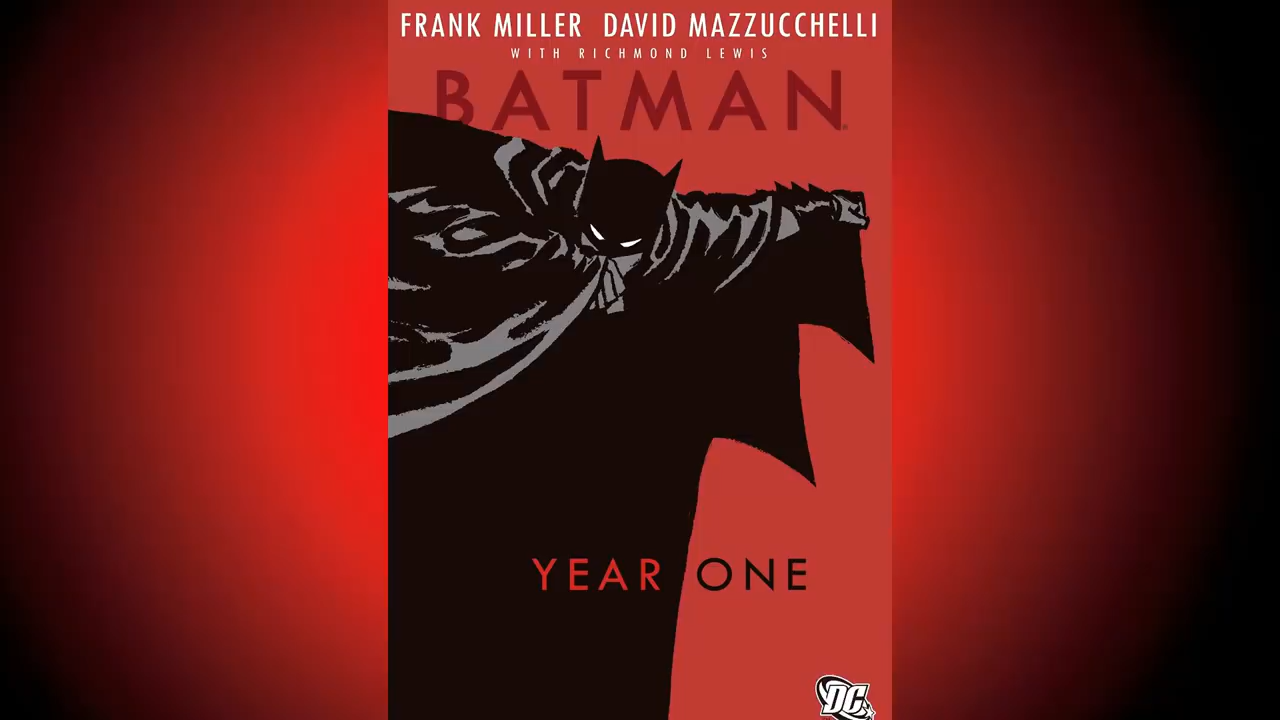 FRANK MILLER DAVID MAZZUCCHELLI
WITH RICHMOND LEWIS
BATMAN
YEAR ONE
DC